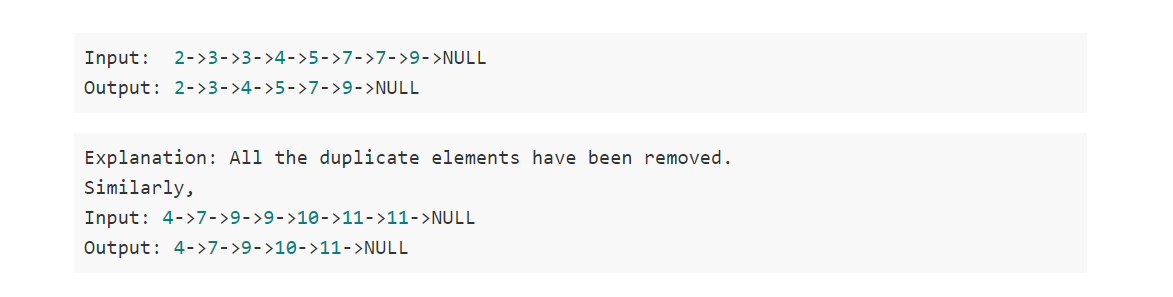 Input:  2->3->3->4->5->7->7->9->NULL
Output: 2->3->4->5->7->9->NULL
Explanation: All the duplicate elements have been removed.
Similarly,
Input: 4->7->9->9->10->11->11->NULL
Output: 4->7->9->10->11->NULL